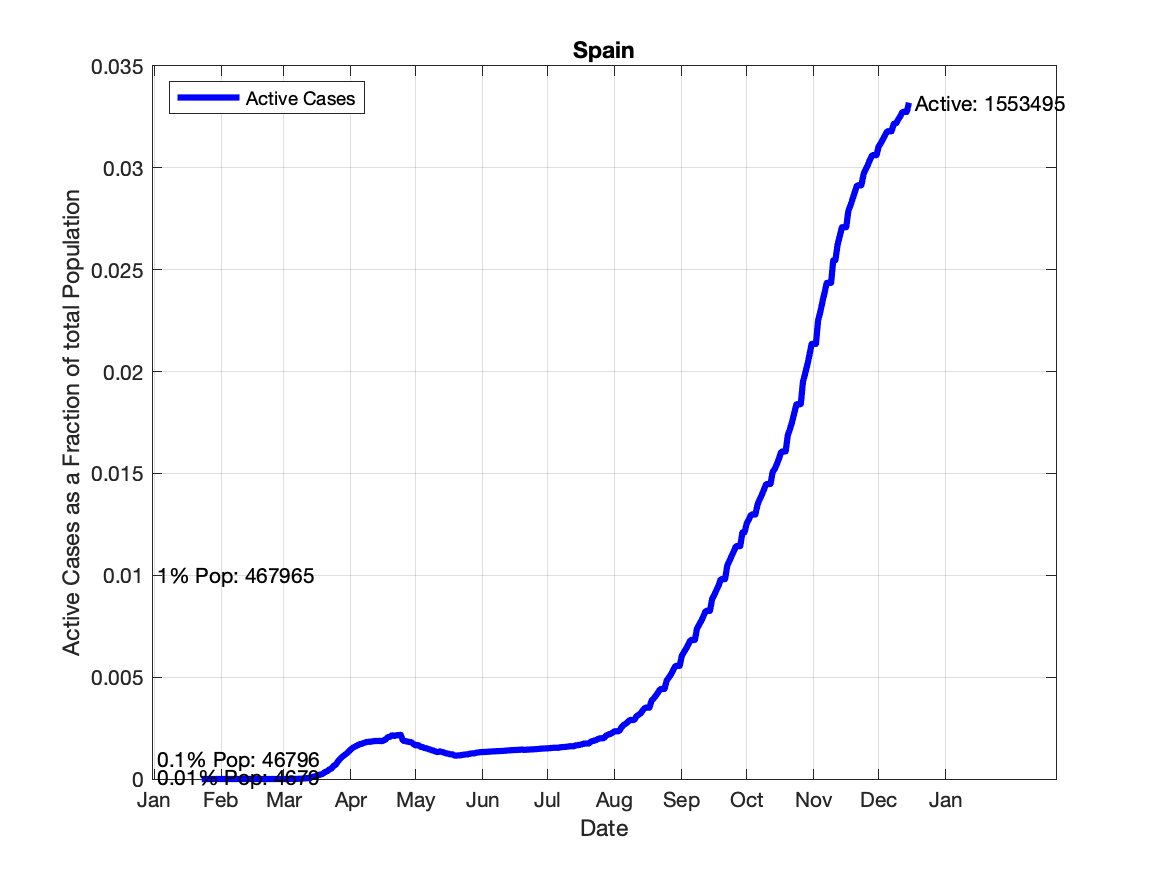 Spain
0.035
Active Cases
Active: 1553495
0.03
0.025
0.02
0.015
0.01
1% Pop: 467965
0.005
0.1% Pop: 46796
0
0.01% Pop: 4679
Jan Feb Mar Apr May Jun Jul Aug Sep Oct Nov Dec Jan
Date
Active Cases as a Fraction of total Population